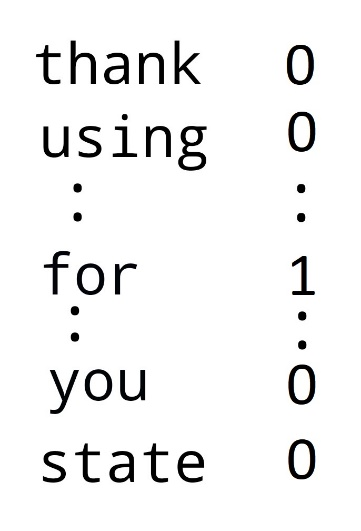 thank 0
using 0
: :
for 1
: :
you 0
state 0